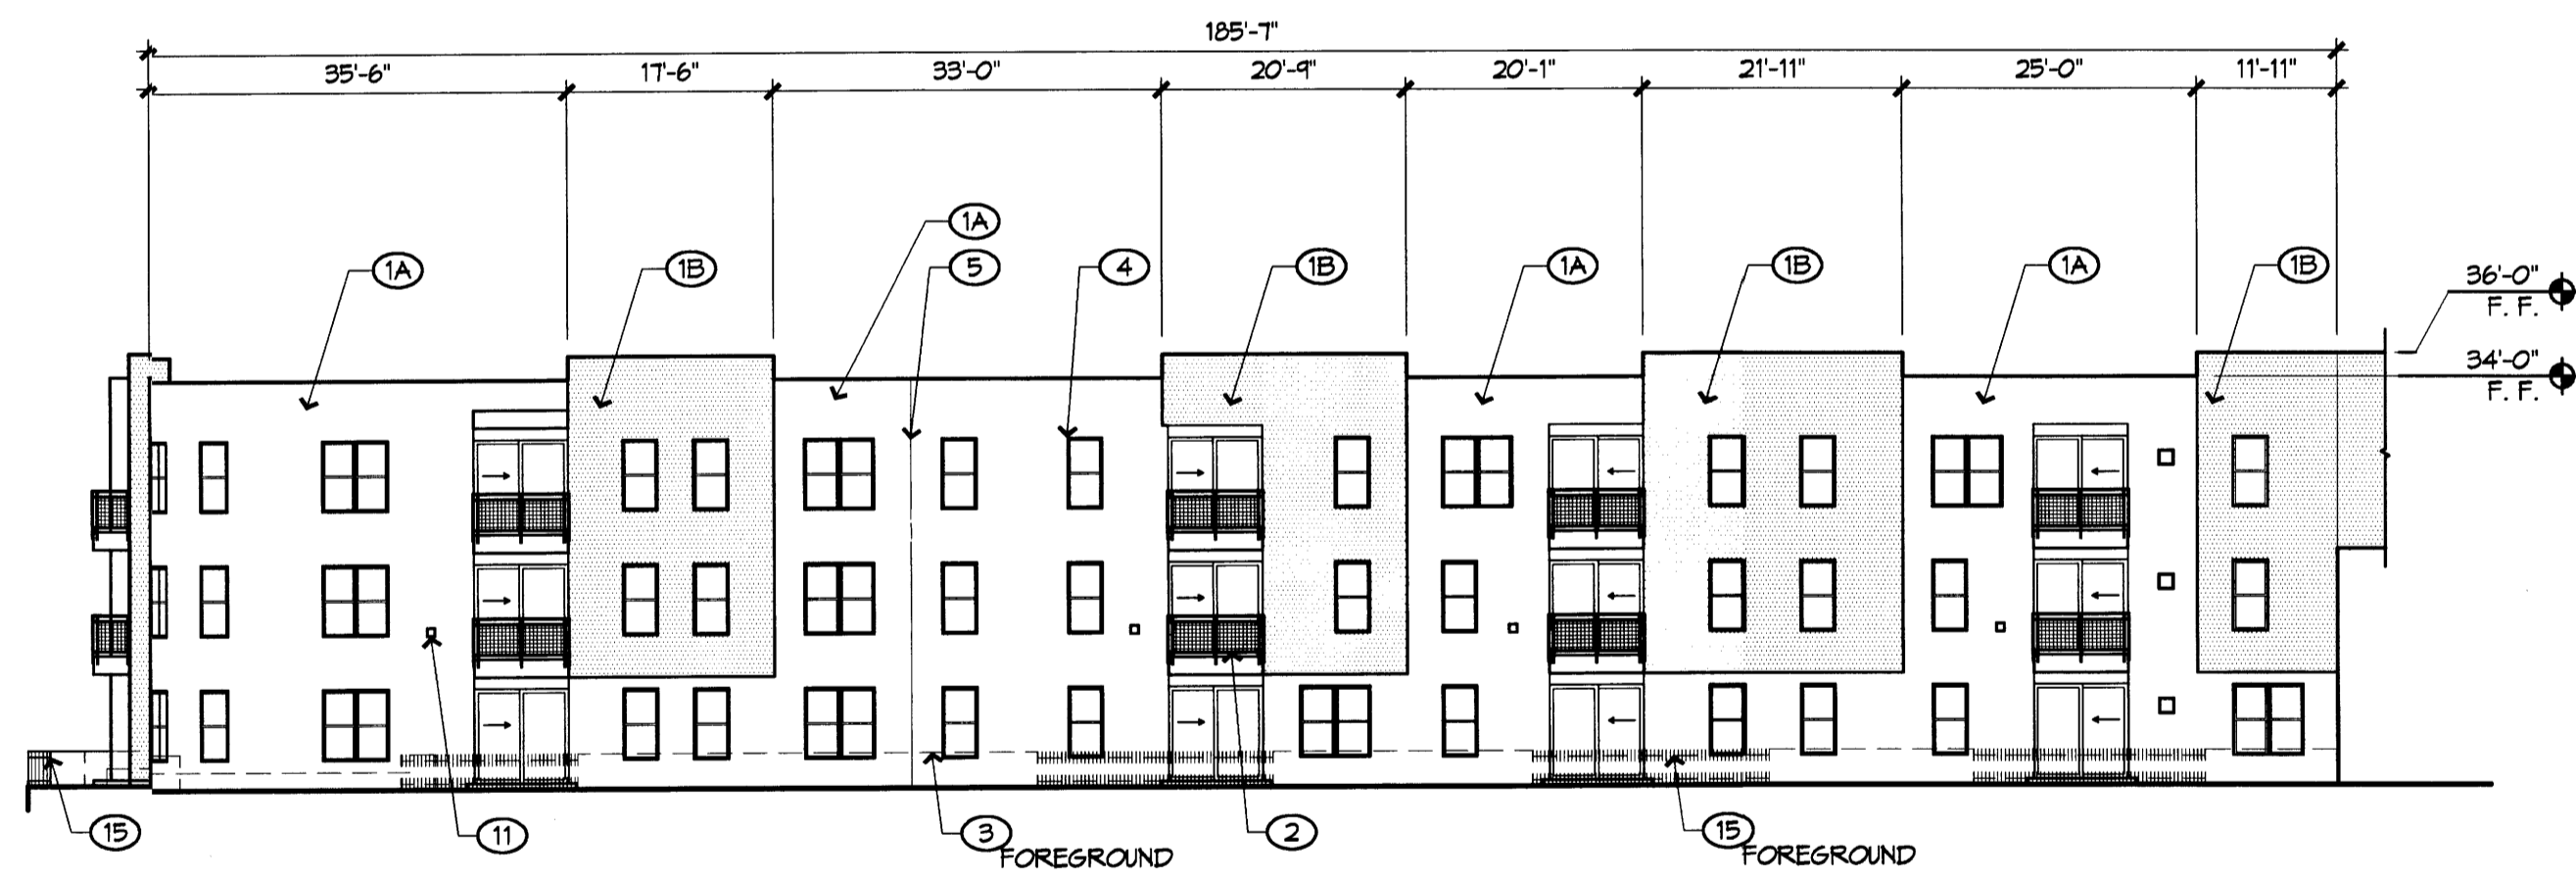 185'-7"
35'-6" 17'-6" 33'-0" 20'-9" 20'-1" 21'-11" 25'-0" 11'-11"
1A
1A 1B 5 4 1B 1A 1B 1A 1B
36'-0"
F. F.
34'-0"
F. F.
15 11 3 2 15
FOREGROUND FOREGROUND